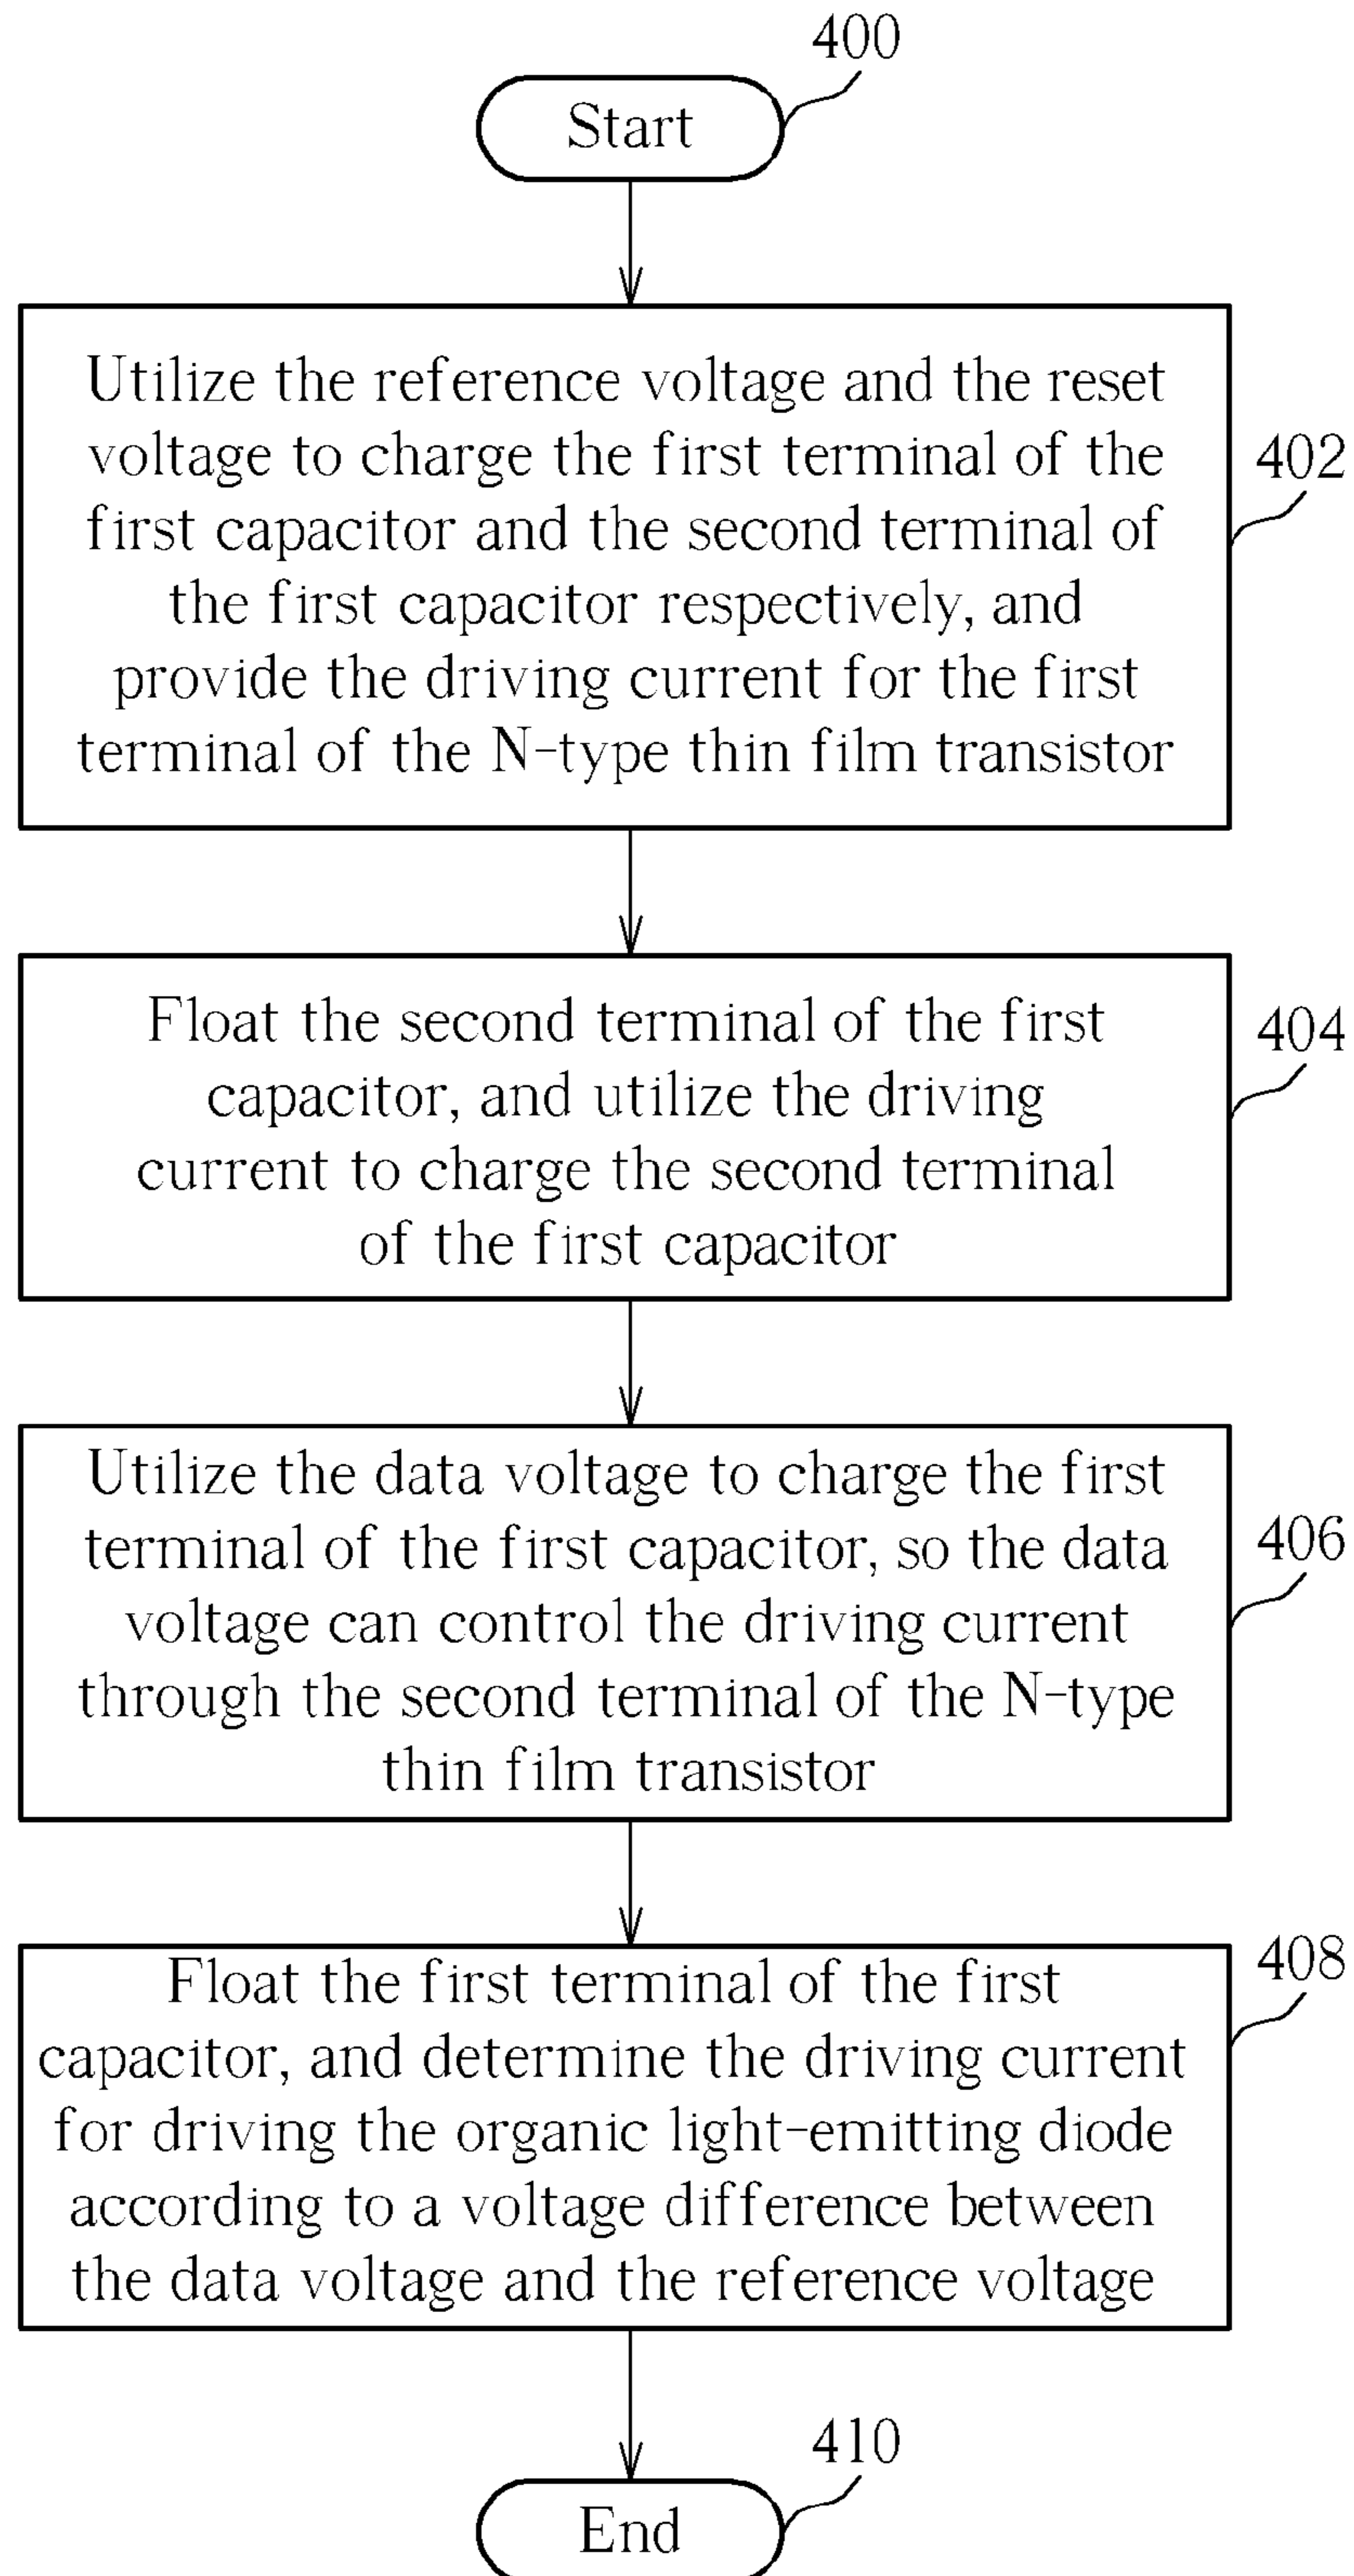 400
Start
Utilize the reference voltage and the reset
voltage to charge the first terminal of the
first capacitor and the second terminal of
the first capacitor respectively, and
provide the driving current for the first
terminal of the N-type thin film transistor
402
Float the second terminal of the first
capacitor, and utilize the driving
current to charge the second terminal
of the first capacitor
404
Utilize the data voltage to charge the first
terminal of the first capacitor, so the data
voltage can control the driving current
through the second terminal of the N-type
thin film transistor
406
Float the first terminal of the first
capacitor, and determine the driving current
for driving the organic light-emitting diode
according to a voltage difference between
the data voltage and the reference voltage
408
410
End